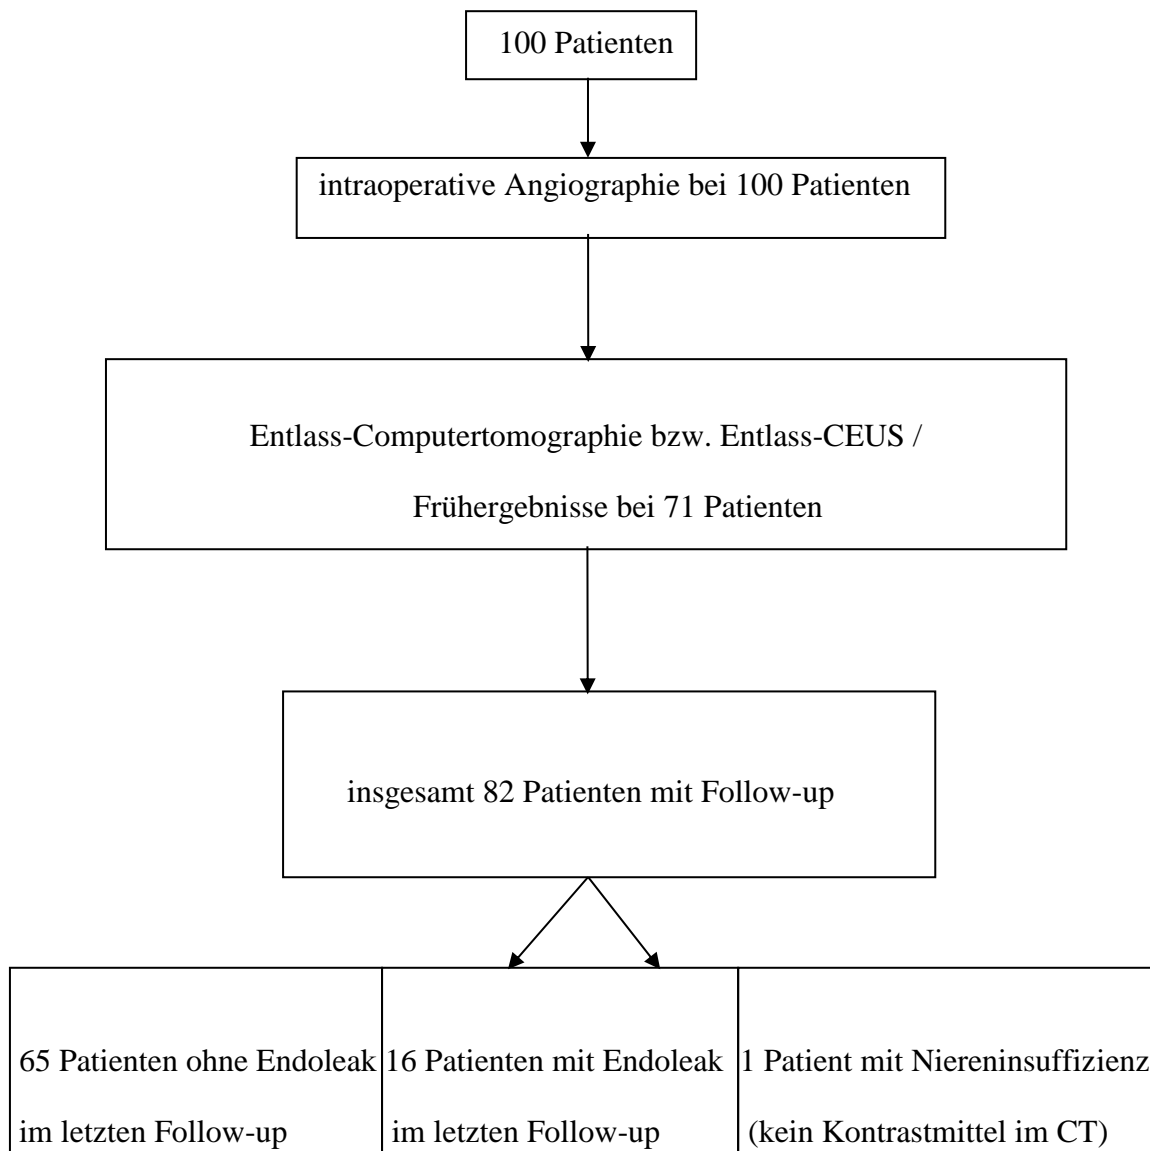 100 Patienten
intraoperative Angiographie bei 100 Patienten
Entlass-Computertomographie bzw. Entlass-CEUS /
Frühergebnisse bei 71 Patienten
insgesamt 82 Patienten mit Follow-up
65 Patienten ohne Endoleak
im letzten Follow-up
16 Patienten mit Endoleak
im letzten Follow-up
1 Patient mit Niereninsuffizienz
(kein Kontrastmittel im CT)